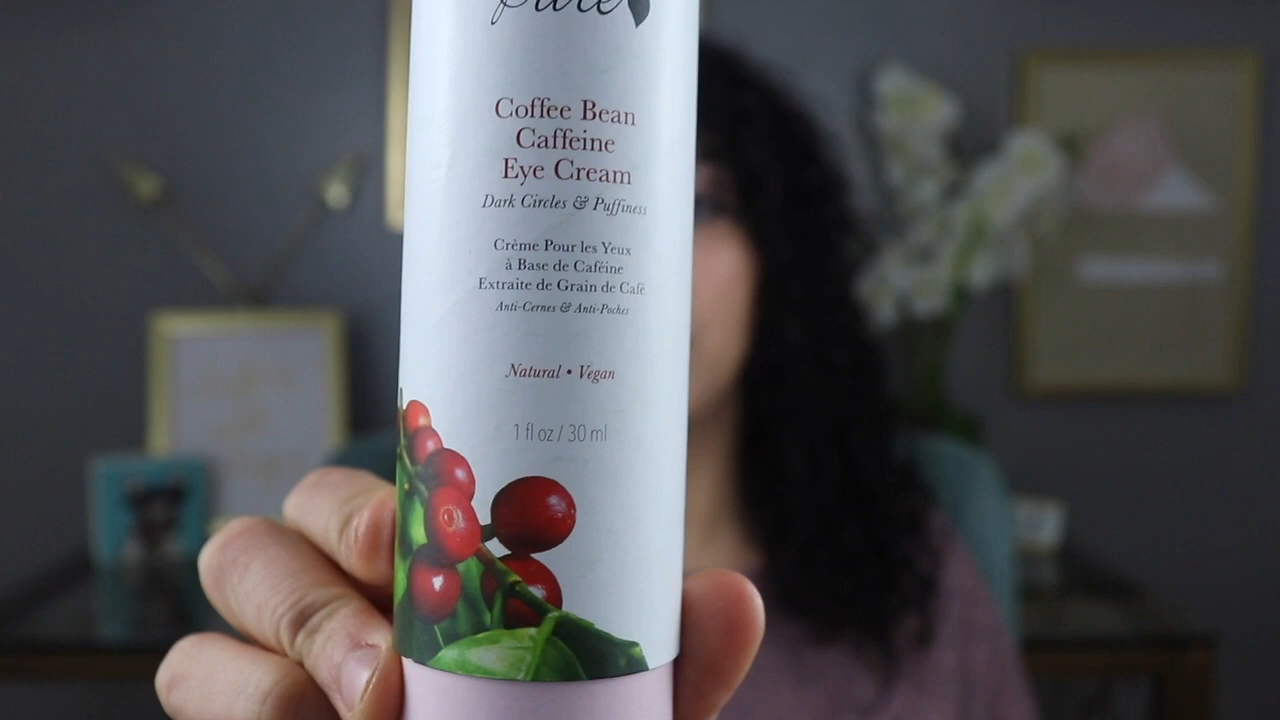 pure
Coffee Bean
Caffeine
Eye Cream
Dark Circles & Puffiness
Crème Pour les Yeux
à Base de Caféine
Extraite de Grain de Café
Anti-Cernes & Anti-Poches
Natural • Vegan
1 fl oz / 30 ml